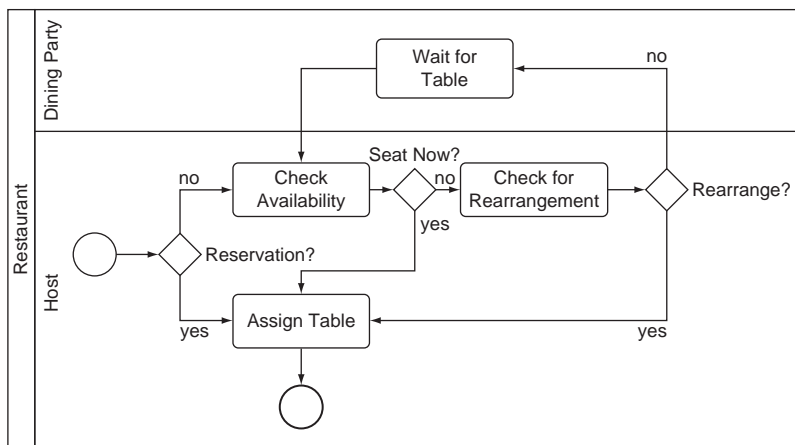 Restaurant
Dining Party
Wait for
Table
no
Host
Seat Now?
no
Check
Availability
no
Check for
Rearrangement
Rearrange?
yes
Reservation?
yes
Assign Table
yes